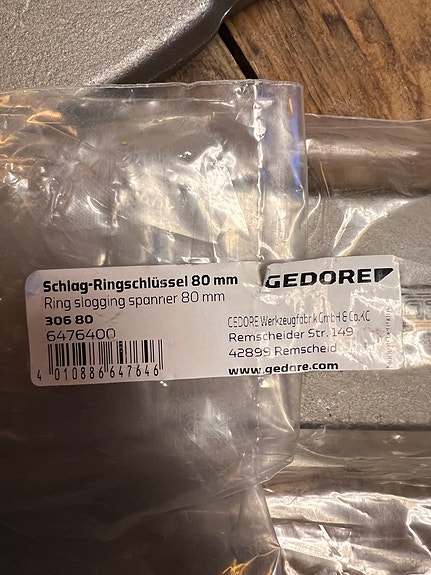 Schlag-Ringschlüssel 80 mm
Ring slogging spanner 80 mm
306 80
6476400
4 010886 647646
GEDORE
GEDORE Werkzeugfabrik GmbH & Co.KG
Remscheider Str. 149
42899 Remscheid
www.gedore.com